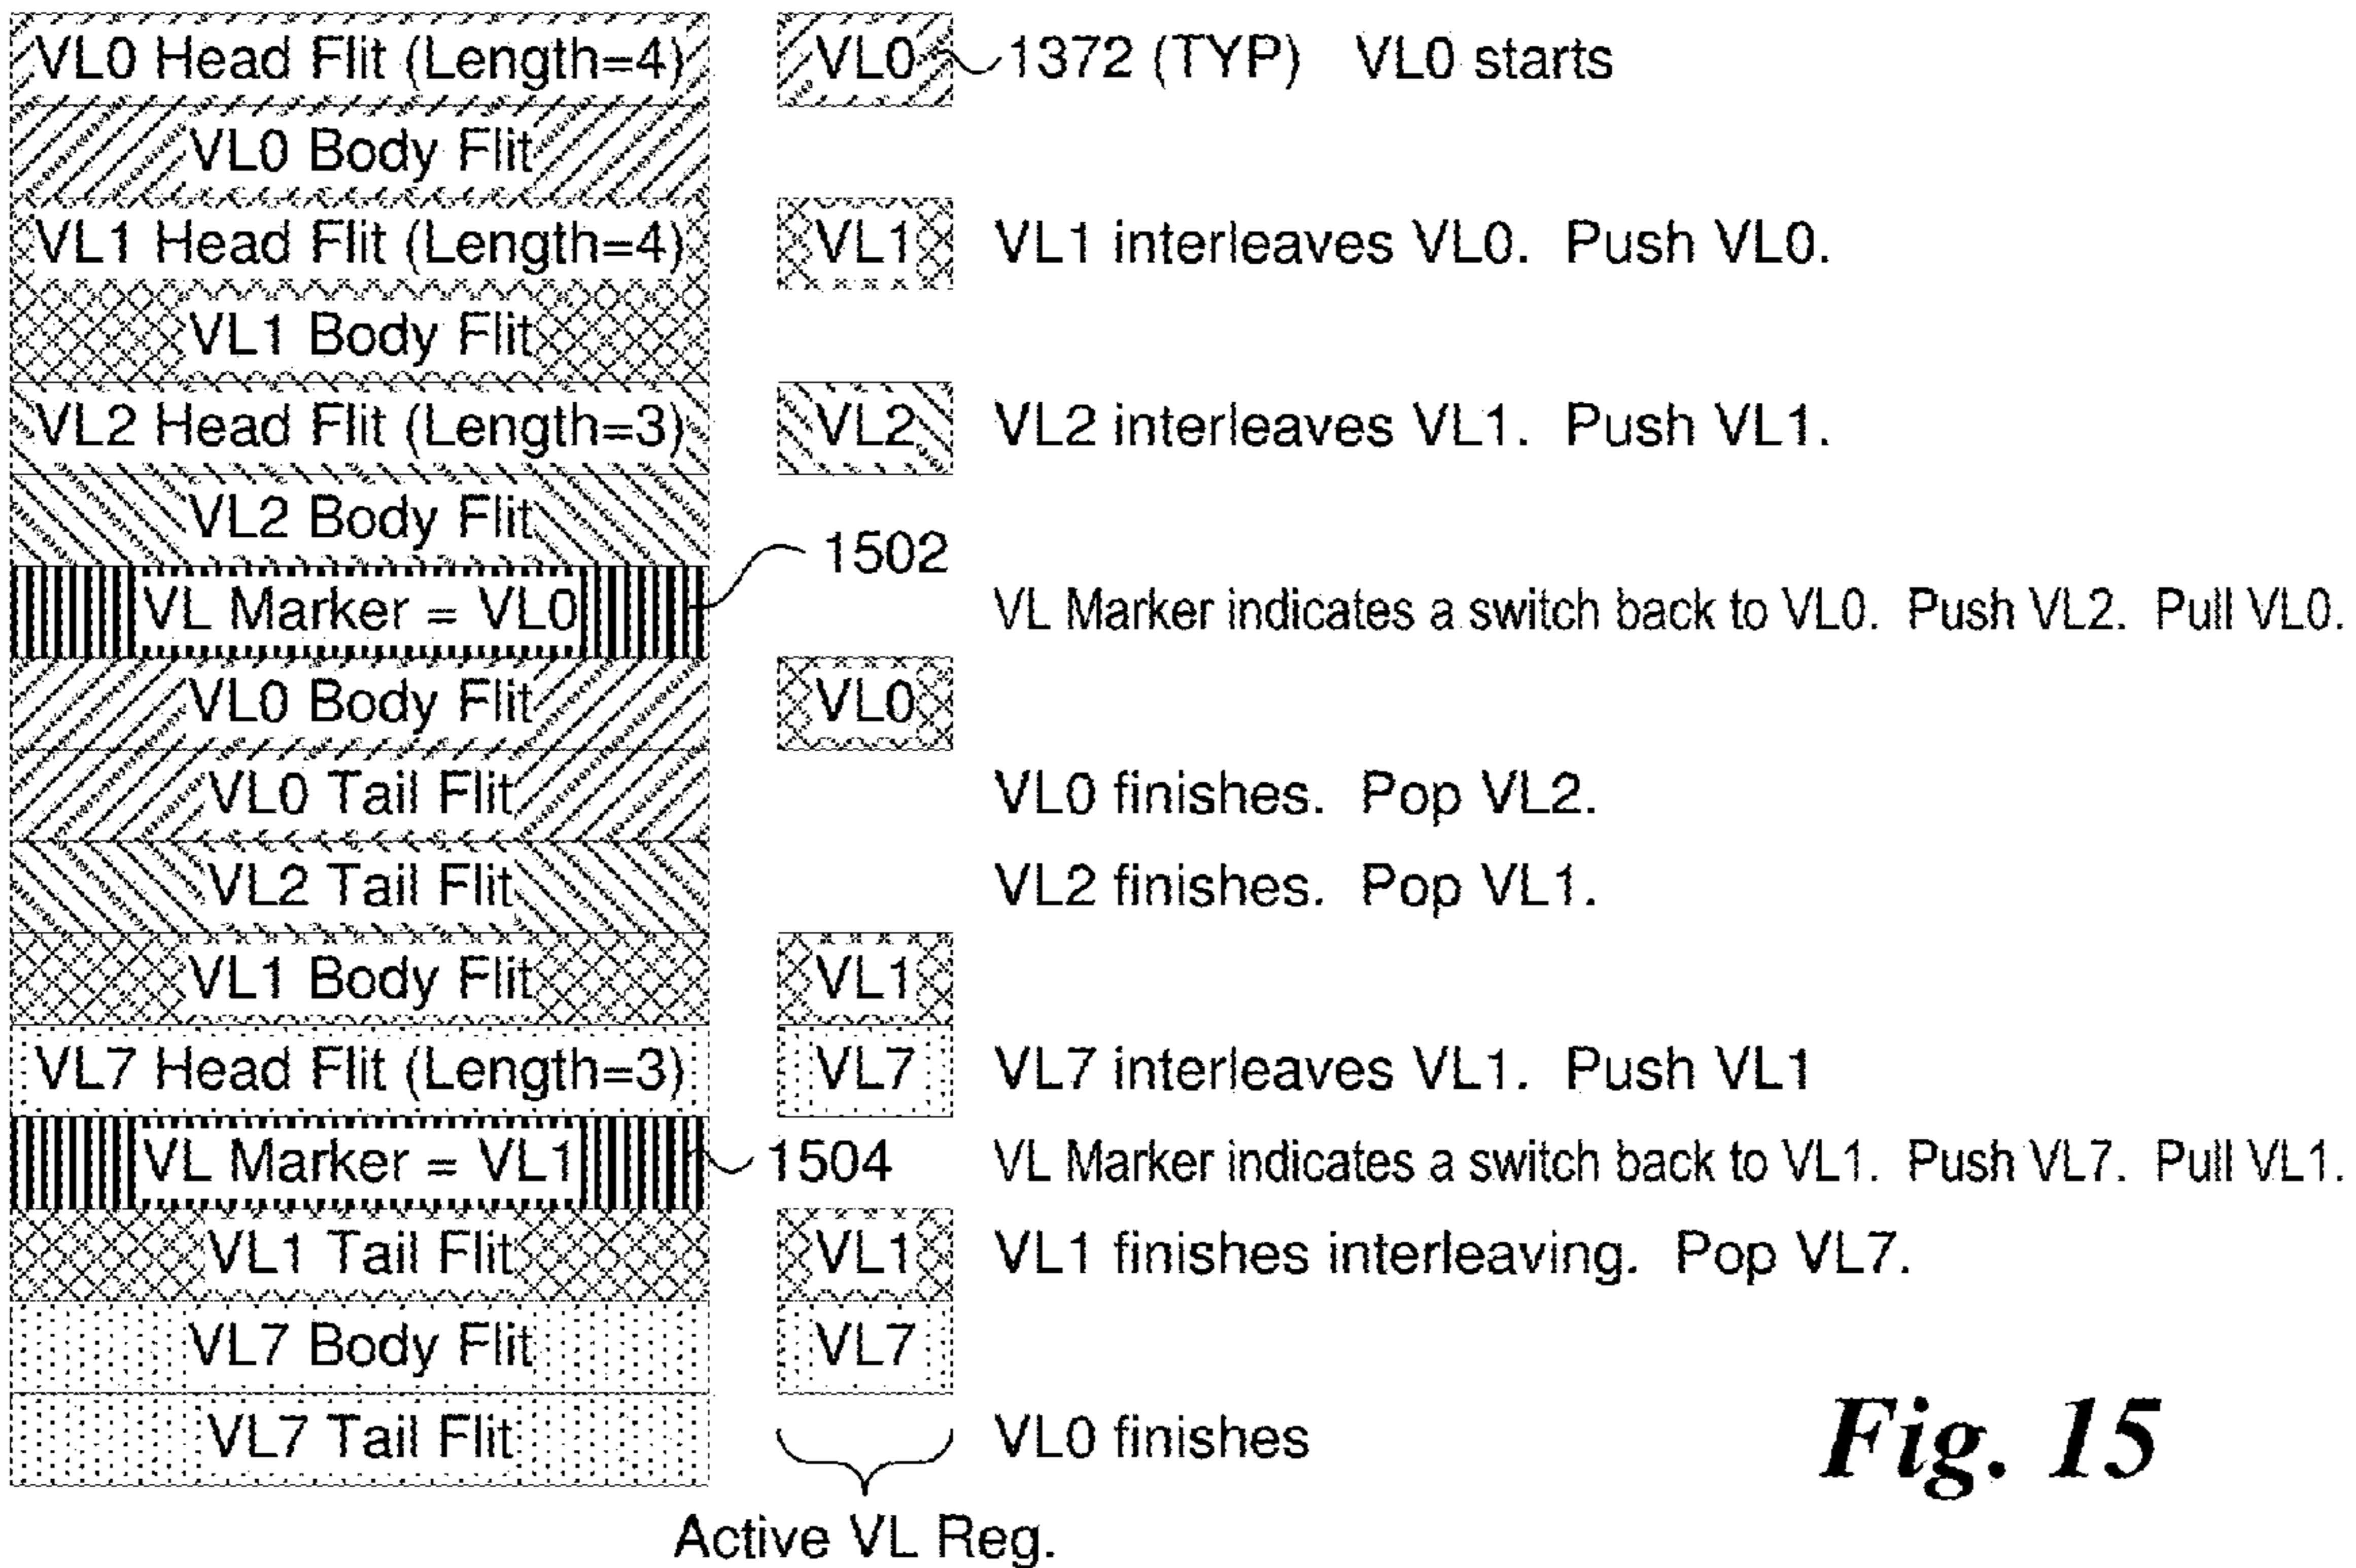 VL0 Head Flit (Length=4) VL0 1372 (TYP) VL0 starts
VL0 Body Flit
VL1 Head Flit (Length=4) VL1 VL1 interleaves VL0. Push VL0.
VL1 Body Flit
VL2 Head Flit (Length=3) VL2 VL2 interleaves VL1. Push VL1.
VL2 Body Flit
1502
VL Marker = VL0 VL Marker indicates a switch back to VL0. Push VL2. Pull VL0.
VL0 Body Flit VL0
VL0 Tail Flit VL0 finishes. Pop VL2.
VL2 Tail Flit VL2 finishes. Pop VL1.
VL1 Body Flit VL1
VL7 Head Flit (Length=3) VL7 VL7 interleaves VL1. Push VL1
VL Marker = VL1 1504 VL Marker indicates a switch back to VL1. Push VL7. Pull VL1.
VL1 Tail Flit VL1 VL1 finishes interleaving. Pop VL7.
VL7 Body Flit VL7
VL7 Tail Flit VL0 finishes
Fig. 15
Active VL Reg.